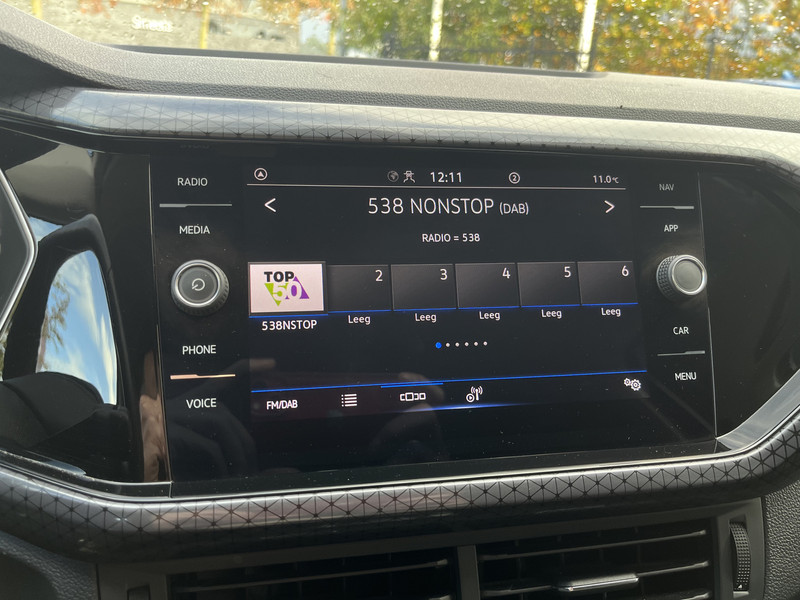 RADIO
MEDIA
PHONE
VOICE
12:11
2
11.0°C
538 NONSTOP (DAB)
RADIO = 538
TOP
50
2
3
4
5
6
538NSTOP
Leeg
Leeg
Leeg
Leeg
Leeg
FM/DAB
NAV
APP
CAR
MENU